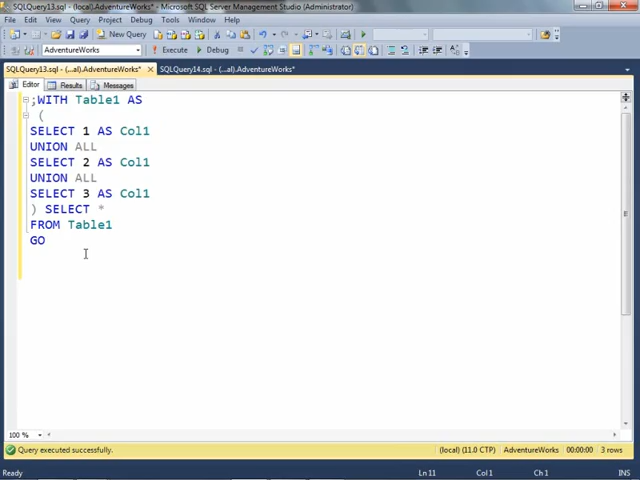 SQLQuery13.sql - (local).AdventureWorks* - Microsoft SQL Server Management Studio (Administrator)
File Edit View Query Project Debug Tools Window Help
New Query
AdventureWorks Execute Debug
SQLQuery13.sql - (...al).AdventureWorks* SQLQuery14.sql - (...al).AdventureWorks*
Editor Results Messages
;WITH Table1 AS
(
SELECT 1 AS Col1
UNION ALL
SELECT 2 AS Col1
UNION ALL
SELECT 3 AS Col1
) SELECT *
FROM Table1
GO
100 %
Query executed successfully. (local) (11.0 CTP) AdventureWorks 00:00:00 3 rows
Ready Ln 11 Col 1 Ch 1 INS